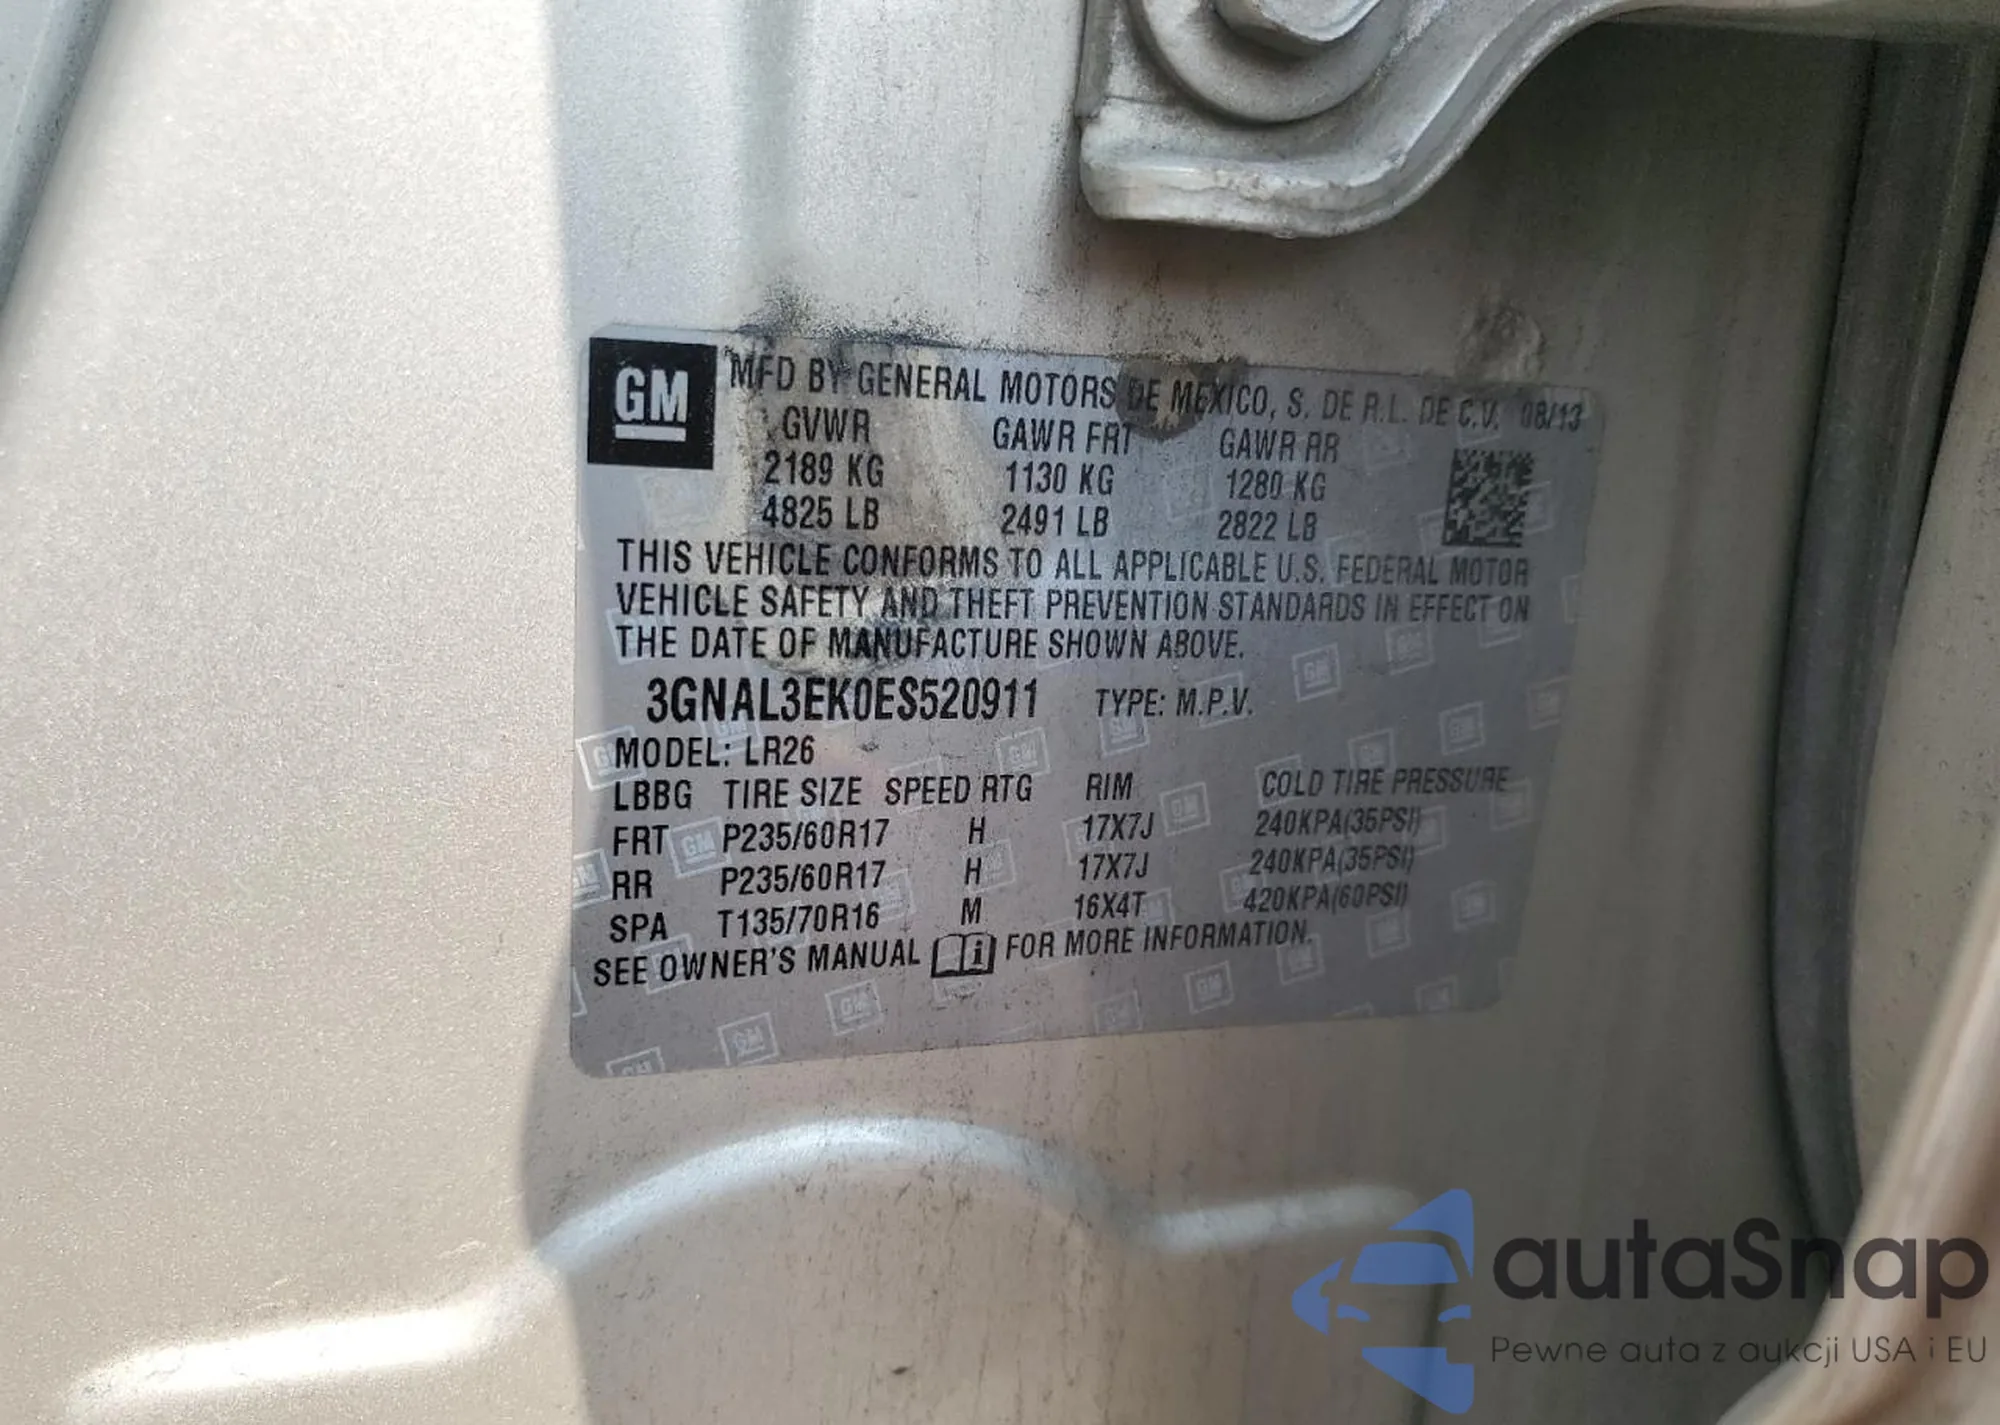 GM
MFD BY GENERAL MOTORS DE MEXICO, S. DE R.L. DE C.V. 08/13
GVWR GAWR FRT GAWR RR
2189 KG 1130 KG 1280 KG
4825 LB 2491 LB 2822 LB
THIS VEHICLE CONFORMS TO ALL APPLICABLE U.S. FEDERAL MOTOR
VEHICLE SAFETY AND THEFT PREVENTION STANDARDS IN EFFECT ON
THE DATE OF MANUFACTURE SHOWN ABOVE.
3GNAL3EK0ES520911 TYPE: M.P.V.
MODEL: LR26
LBBG TIRE SIZE SPEED RTG RIM COLD TIRE PRESSURE
FRT P235/60R17 H 17X7J 240KPA(35PSI)
RR P235/60R17 H 17X7J 240KPA(35PSI)
SPA T135/70R16 M 16X4T 420KPA(60PSI)
SEE OWNER'S MANUAL i FOR MORE INFORMATION.
autaSnap
Pewne auta z aukcji USA i EU